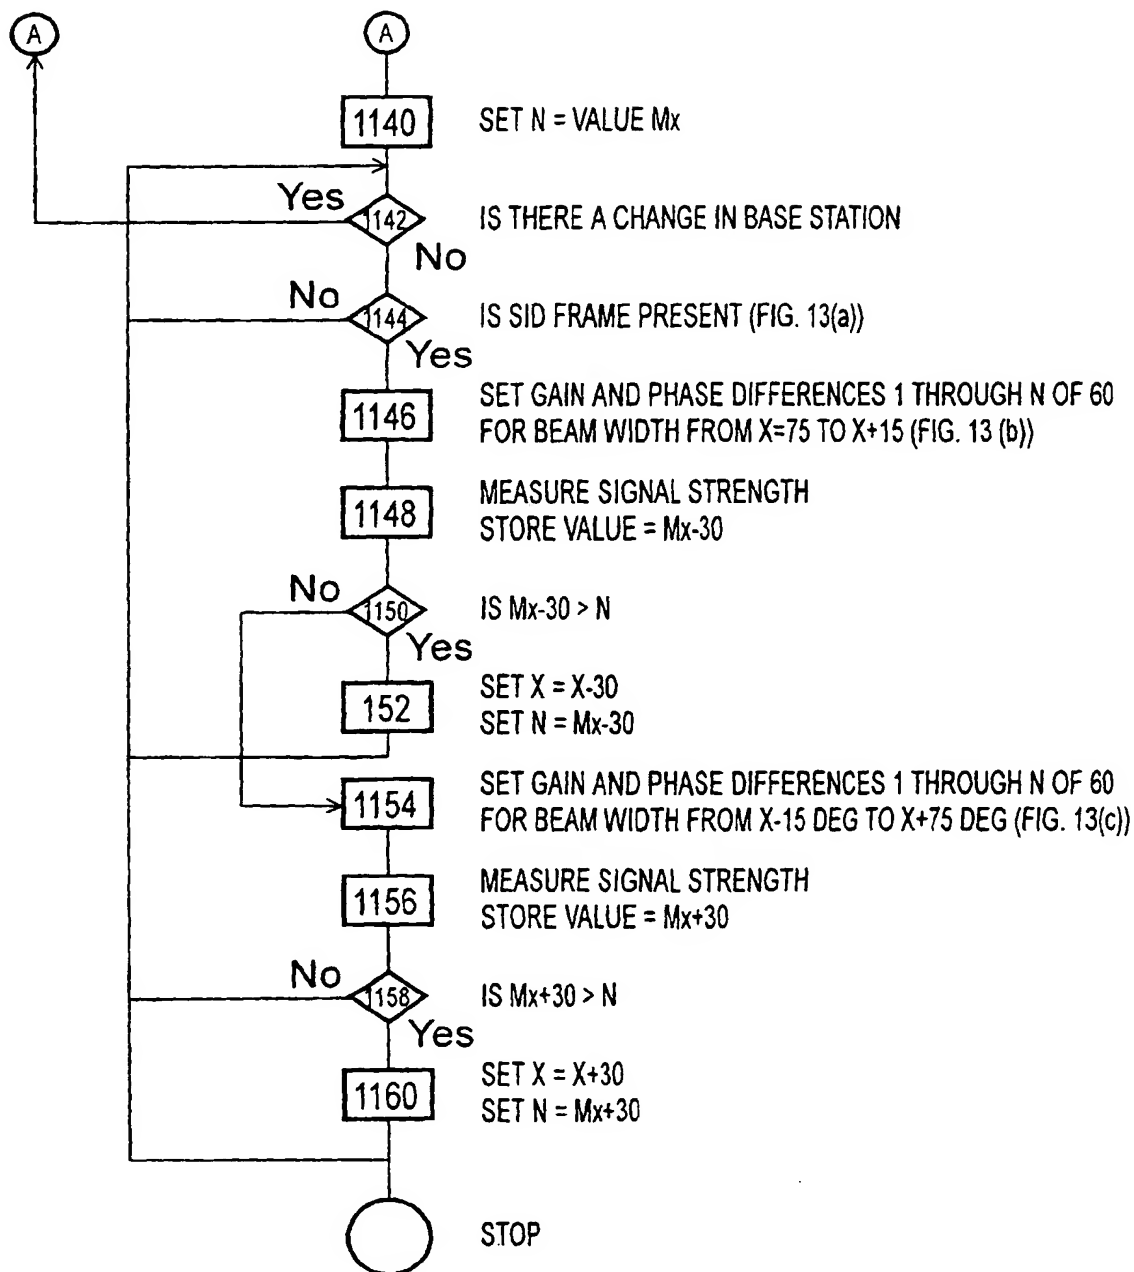 A
A
1140 SET N = VALUE Mx
Yes
1142 IS THERE A CHANGE IN BASE STATION
No
No
1144 IS SID FRAME PRESENT (FIG. 13(a))
Yes
1146
SET GAIN AND PHASE DIFFERENCES 1 THROUGH N OF 60
FOR BEAM WIDTH FROM X=75 TO X+15 (FIG. 13 (b))
1148
MEASURE SIGNAL STRENGTH
STORE VALUE = Mx-30
No
1150 IS Mx-30 > N
Yes
152
SET X = X-30
SET N = Mx-30
1154
SET GAIN AND PHASE DIFFERENCES 1 THROUGH N OF 60
FOR BEAM WIDTH FROM X-15 DEG TO X+75 DEG (FIG. 13(c))
1156
MEASURE SIGNAL STRENGTH
STORE VALUE = Mx+30
No
1158 IS Mx+30 > N
Yes
1160
SET X = X+30
SET N = Mx+30
STOP